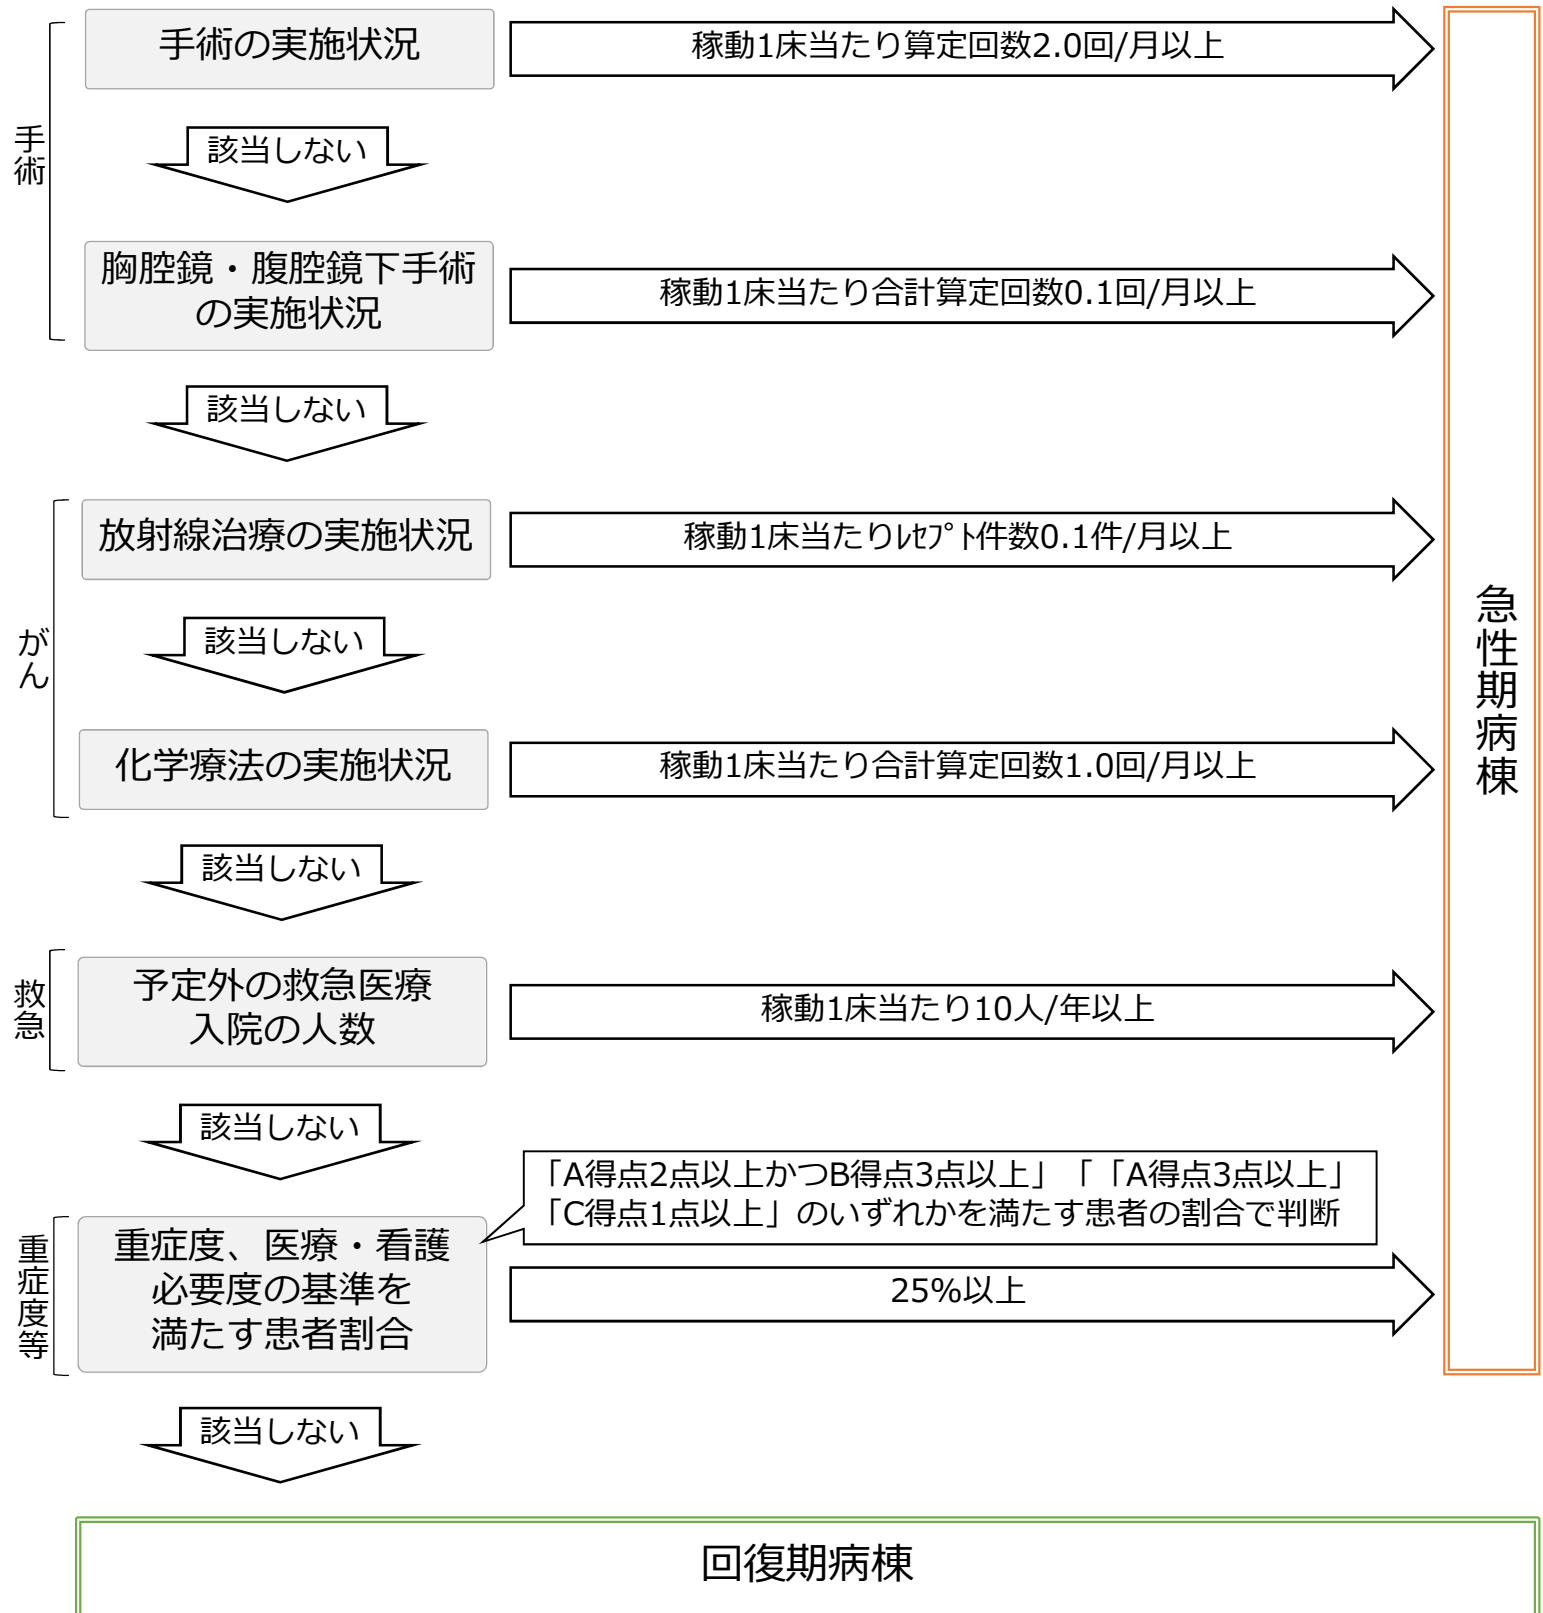 手術
手術の実施状況
稼動1床当たり算定回数2.0回/月以上
該当しない
胸腔鏡・腹腔鏡下手術
の実施状況
稼動1床当たり合計算定回数0.1回/月以上
該当しない
がん
放射線治療の実施状況
稼動1床当たりﾚｾﾌﾟﾄ件数0.1件/月以上
該当しない
化学療法の実施状況
稼動1床当たり合計算定回数1.0回/月以上
該当しない
救急
予定外の救急医療
入院の人数
稼動1床当たり10人/年以上
該当しない
「A得点2点以上かつB得点3点以上」「「A得点3点以上」
「C得点1点以上」のいずれかを満たす患者の割合で判断
重症度等
重症度、医療・看護
必要度の基準を
満たす患者割合
25%以上
該当しない
急性期病棟
回復期病棟